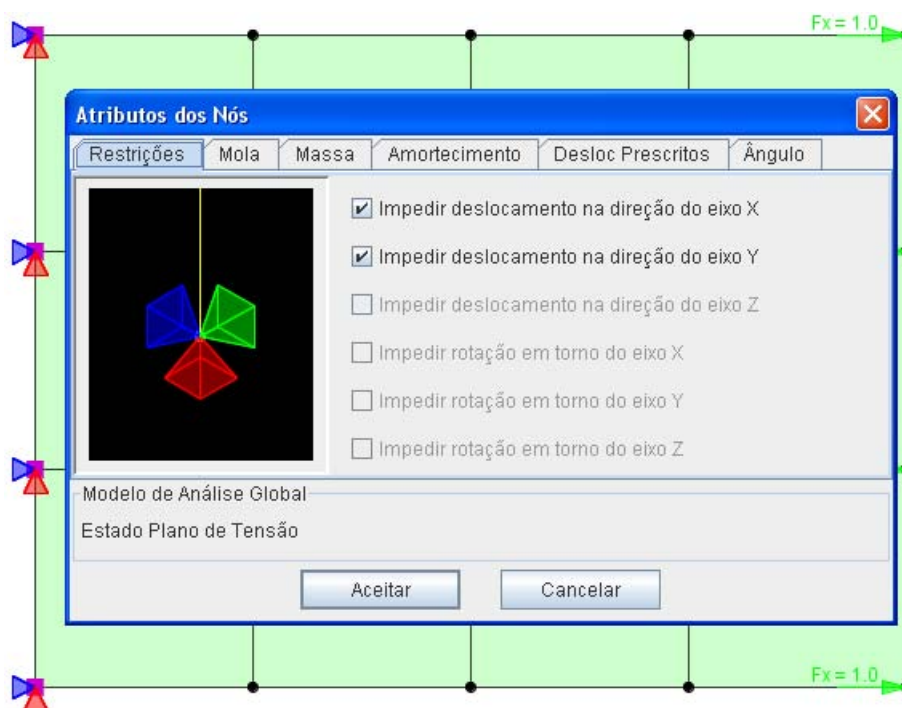 Fx = 1.0
Atributos dos Nós
Restrições Mola Massa Amortecimento Desloc Prescritos Ângulo
Impedir deslocamento na direção do eixo X
Impedir deslocamento na direção do eixo Y
Impedir deslocamento na direção do eixo Z
Impedir rotação em torno do eixo X
Impedir rotação em torno do eixo Y
Impedir rotação em torno do eixo Z
Modelo de Análise Global
Estado Plano de Tensão
Aceitar Cancelar
Fx = 1.0